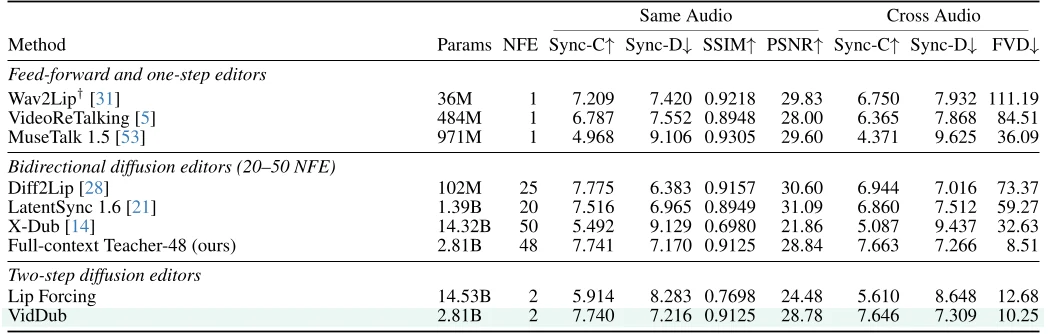 Same Audio Cross Audio
Method Params NFE Sync-C↑ Sync-D↓ SSIM↑ PSNR↑ Sync-C↑ Sync-D↓ FVD↓
Feed-forward and one-step editors
Wav2Lip† [31] 36M 1 7.209 7.420 0.9218 29.83 6.750 7.932 111.19
VideoReTalking [5] 484M 1 6.787 7.552 0.8948 28.00 6.365 7.868 84.51
MuseTalk 1.5 [53] 971M 1 4.968 9.106 0.9305 29.60 4.371 9.625 36.09
Bidirectional diffusion editors (20–50 NFE)
Diff2Lip [28] 102M 25 7.775 6.383 0.9157 30.60 6.944 7.016 73.37
LatentSync 1.6 [21] 1.39B 20 7.516 6.965 0.8949 31.09 6.860 7.512 59.27
X-Dub [14] 14.32B 50 5.492 9.129 0.6980 21.86 5.087 9.437 32.63
Full-context Teacher-48 (ours) 2.81B 48 7.741 7.170 0.9125 28.84 7.663 7.266 8.51
Two-step diffusion editors
Lip Forcing 14.53B 2 5.914 8.283 0.7698 24.48 5.610 8.648 12.68
VidDub 2.81B 2 7.740 7.216 0.9125 28.78 7.646 7.309 10.25